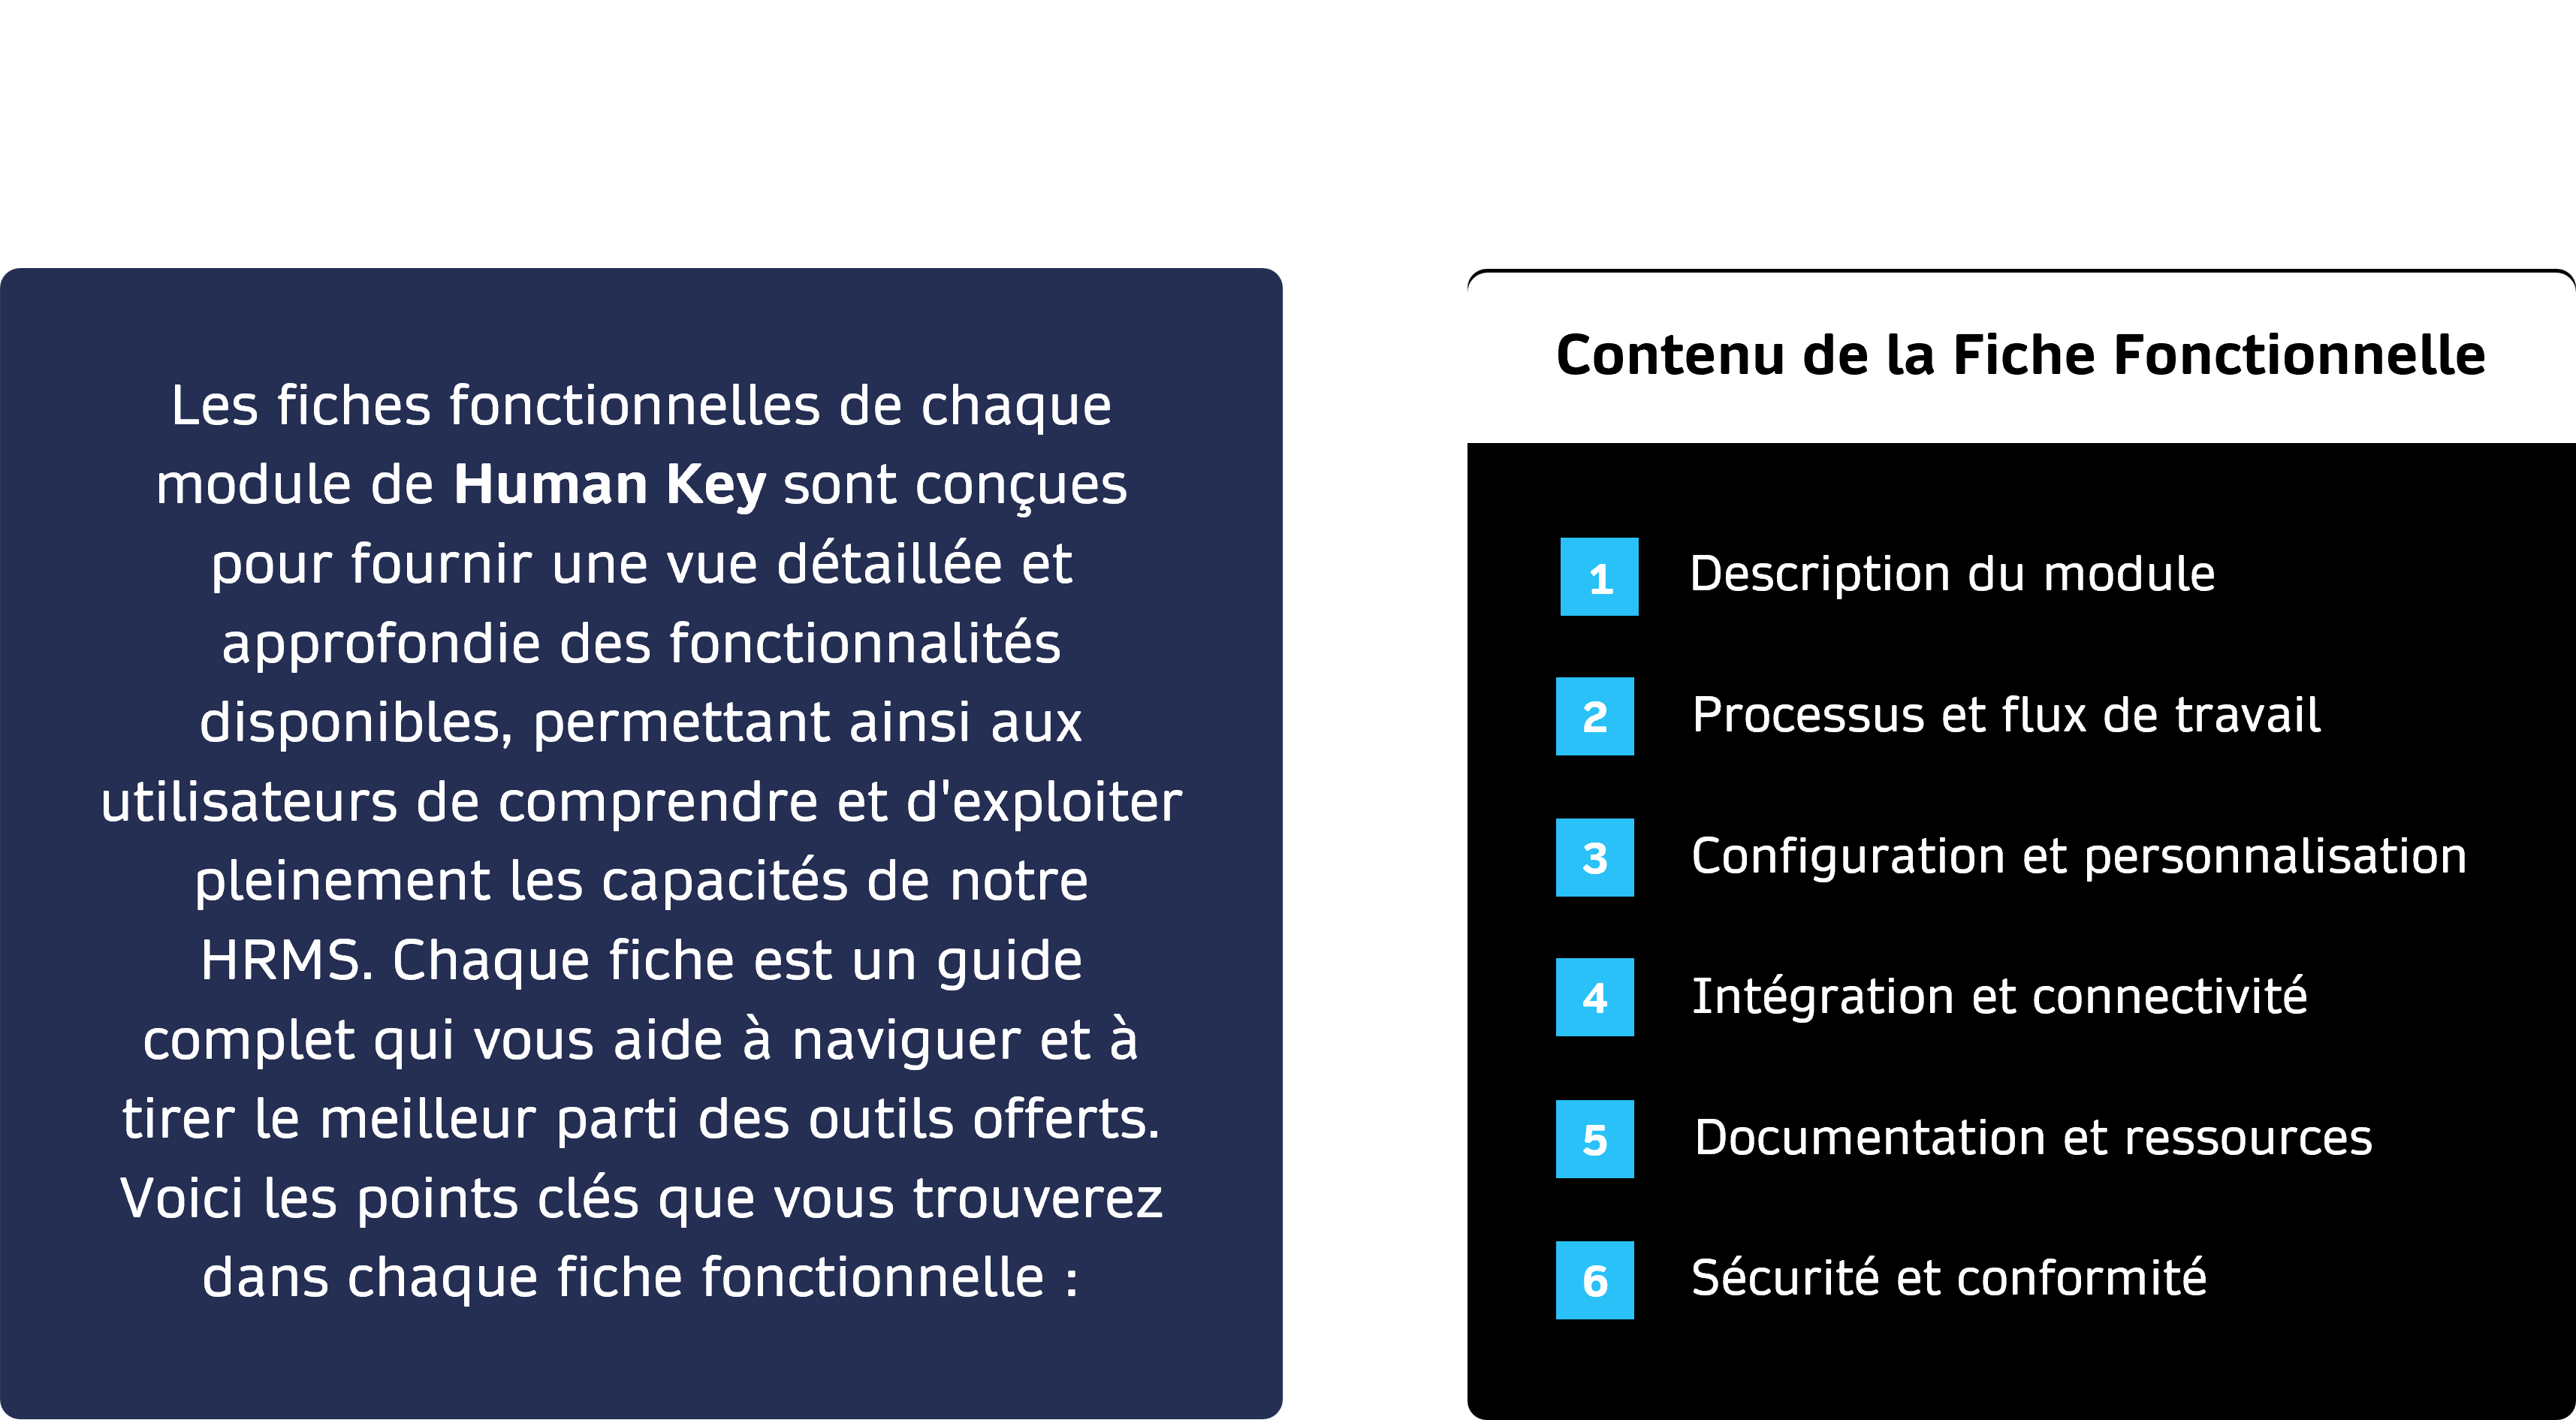 Les fiches fonctionnelles de chaque
module de Human Key sont conçues
pour fournir une vue détaillée et
approfondie des fonctionnalités
disponibles, permettant ainsi aux
utilisateurs de comprendre et d'exploiter
pleinement les capacités de notre
HRMS. Chaque fiche est un guide
complet qui vous aide à naviguer et à
tirer le meilleur parti des outils offerts.
Voici les points clés que vous trouverez
dans chaque fiche fonctionnelle :
Contenu de la Fiche Fonctionnelle
1 Description du module
2 Processus et flux de travail
3 Configuration et personnalisation
4 Intégration et connectivité
5 Documentation et ressources
6 Sécurité et conformité